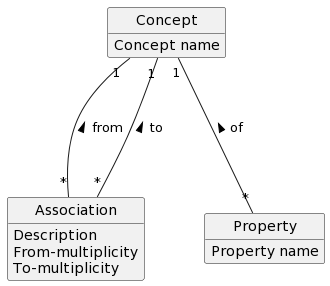 Concept
Concept name
1
1
1
from
to
of
*
*
*
Association
Description
From-multiplicity
To-multiplicity
Property
Property name